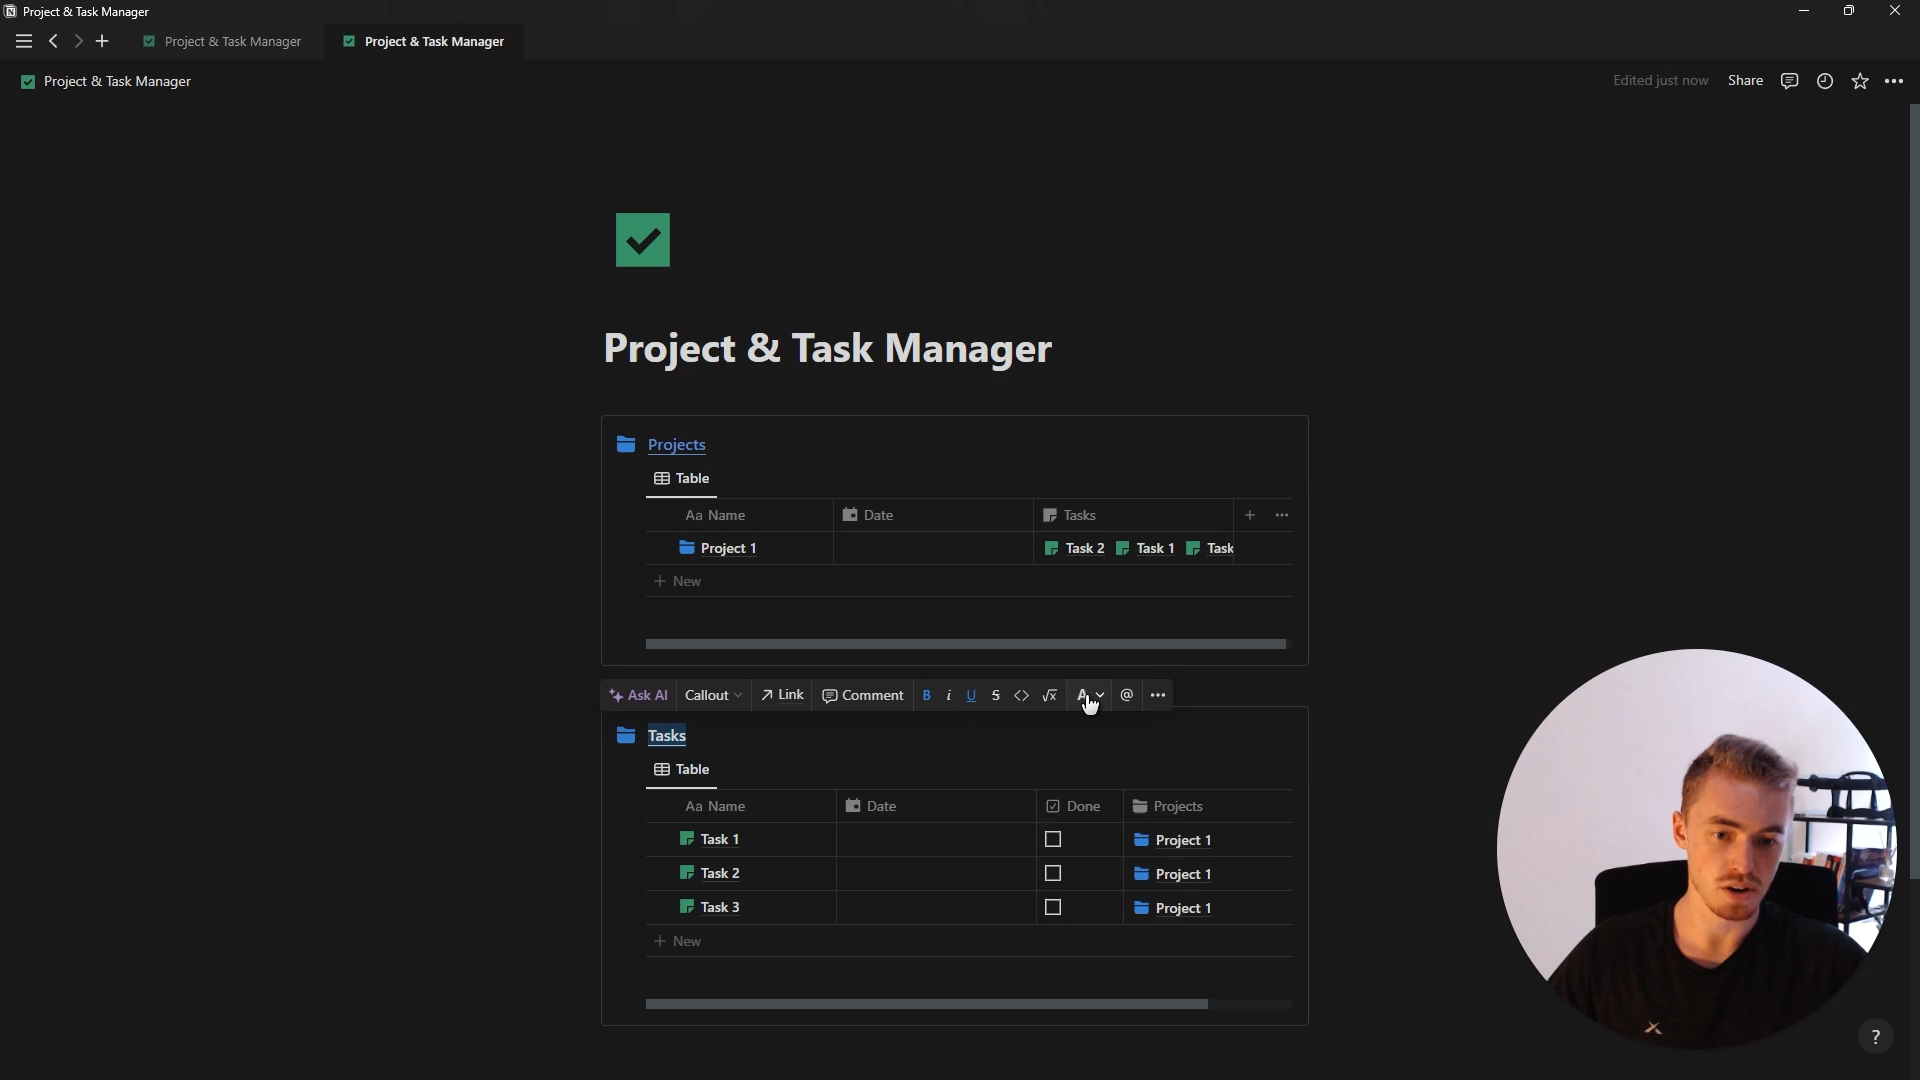 Project & Task Manager
Project & Task Manager
Project & Task Manager
Project & Task Manager
Edited just now
Share
Project & Task Manager
Projects
Table
Aa Name
Date
Tasks
Project 1
Task 2
Task 1
Task
+ New
Ask AI
Callout
Link
Comment
B
i
U
S
<>
√x
A
@
Tasks
Table
Aa Name
Date
Done
Projects
Task 1
Project 1
Task 2
Project 1
Task 3
Project 1
+ New
?